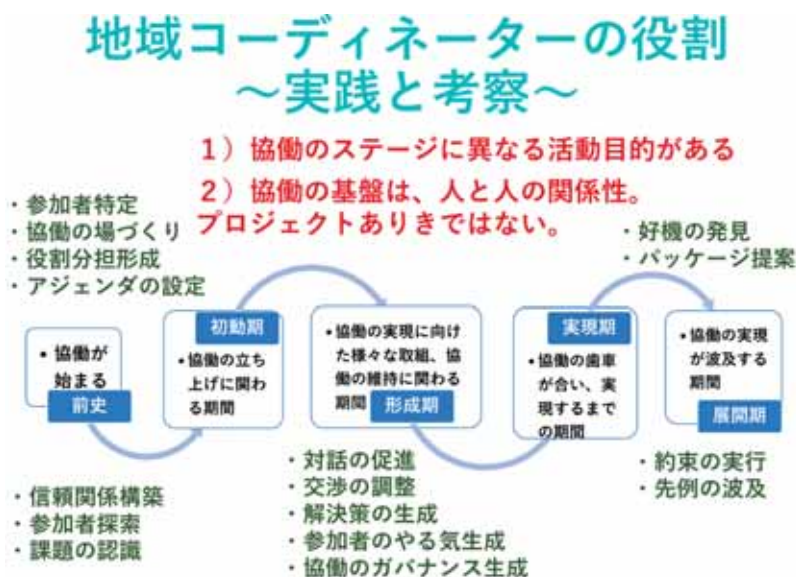 地域コーディネーターの役割
~実践と考察~
1）協働のステージに異なる活動目的がある
2）協働の基盤は、人と人の関係性。
プロジェクトありきではない。
・参加者特定
・協働の場づくり
・役割分担形成
・アジェンダの設定
・好機の発見
・パッケージ提案
• 協働が
始まる
前史
初動期
•協働の立ち
上げに関わ
る期間
•協働の実現に向け
た様々な取組、協
働の維持に関わる
期間
形成期
実現期
•協働の歯車
が合い、実
現するまで
の期間
•協働の実現
が波及する
期間
展開期
・信頼関係構築
・参加者探索
・課題の認識
・対話の促進
・交渉の調整
・解決策の生成
・参加者のやる気生成
・協働のガバナンス生成
・約束の実行
・先例の波及